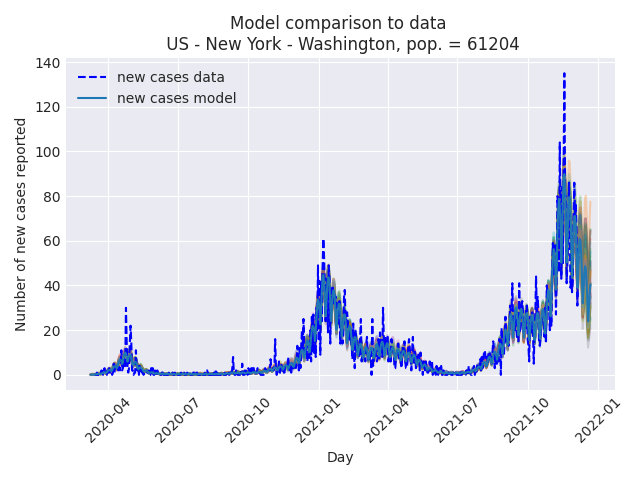 Model comparison to data
US - New York - Washington, pop. = 61204
new cases data
new cases model
Number of new cases reported
140
120
100
80
60
40
20
0
2020-04
2020-07
2020-10
2021-01
2021-04
2021-07
2021-10
2022-01
Day